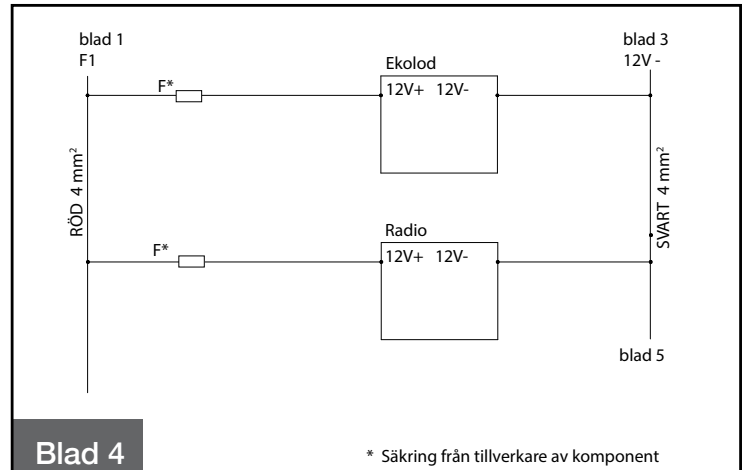 blad 1
F1
blad 3
12V -
F*
Ekolod
12V+ 12V-
RÖD 4 mm²
SVART 4 mm²
F*
Radio
12V+ 12V-
blad 5
Blad 4
* Säkring från tillverkare av komponent